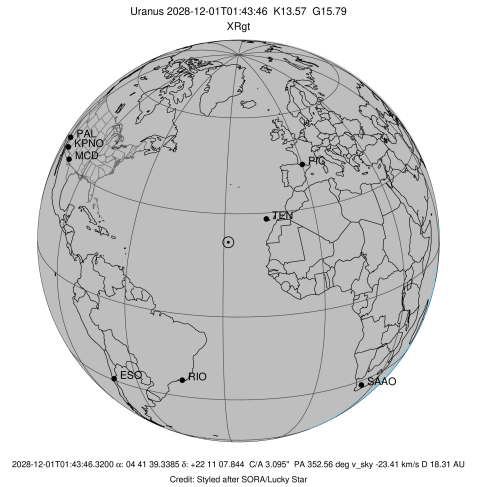 Uranus 2028-12-01T01:43:46 K13.57 G15.79
XRgt
PAL
KPNO
MCD
PIC
TEN
ESO
RIO
SAAO
2028-12-01T01:43:46.3200 α: 04 41 39.3385 δ: +22 11 07.844 C/A 3.095" PA 352.56 deg v_sky -23.41 km/s D 18.31 AU
Credit: Styled after SORA/Lucky Star